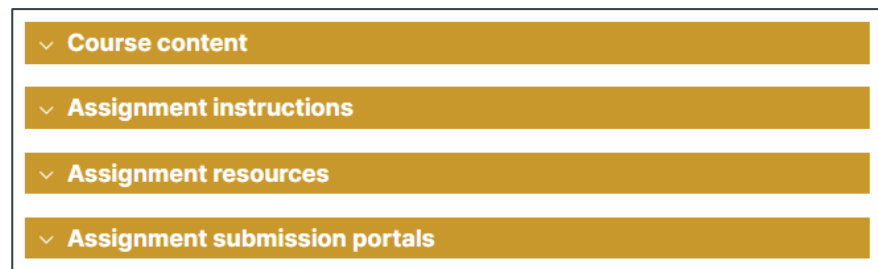 Course content
Assignment instructions
Assignment resources
Assignment submission portals